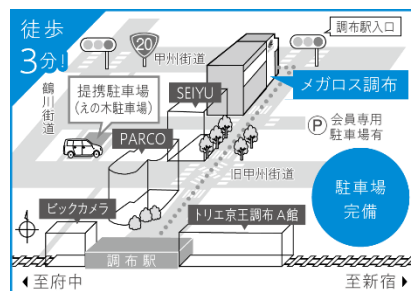 徒歩
3分!
20
甲州街道
調布駅入口
鶴川街道
提携駐車場
(えの木駐車場)
SEIYU
メガロス調布
PARCO
P 会員専用
駐車場有
旧甲州街道
駐車場
完備
ビックカメラ
トリエ京王調布A館
調布駅
至府中
至新宿